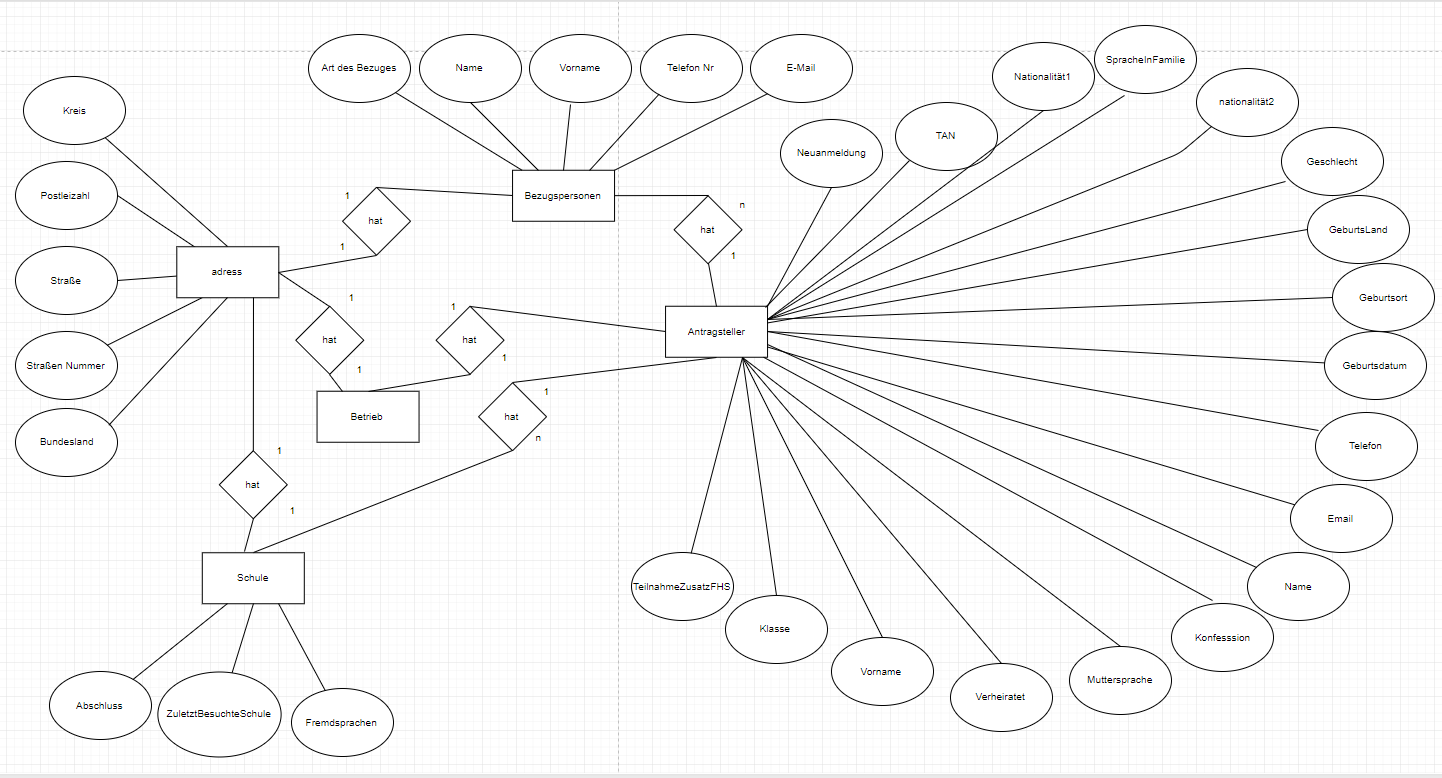 Art des Bezuges
Name
Vorname
Telefon Nr
E-Mail
SpracheInFamilie
Nationalität1
nationalität2
Kreis
TAN
Neuanmeldung
Geschlecht
Postleizahl
1
Bezugspersonen
n
hat
hat
GeburtsLand
1
1
adress
Straße
1
1
Geburtsort
Antragsteller
hat
hat
1
Straßen Nummer
1
Geburtsdatum
1
Betrieb
hat
n
Bundesland
Telefon
1
hat
1
Email
Schule
TeilnahmeZusatzFHS
Name
Klasse
Konfesssion
Vorname
Muttersprache
Verheiratet
Abschluss
ZuletztBesuchteSchule
Fremdsprachen